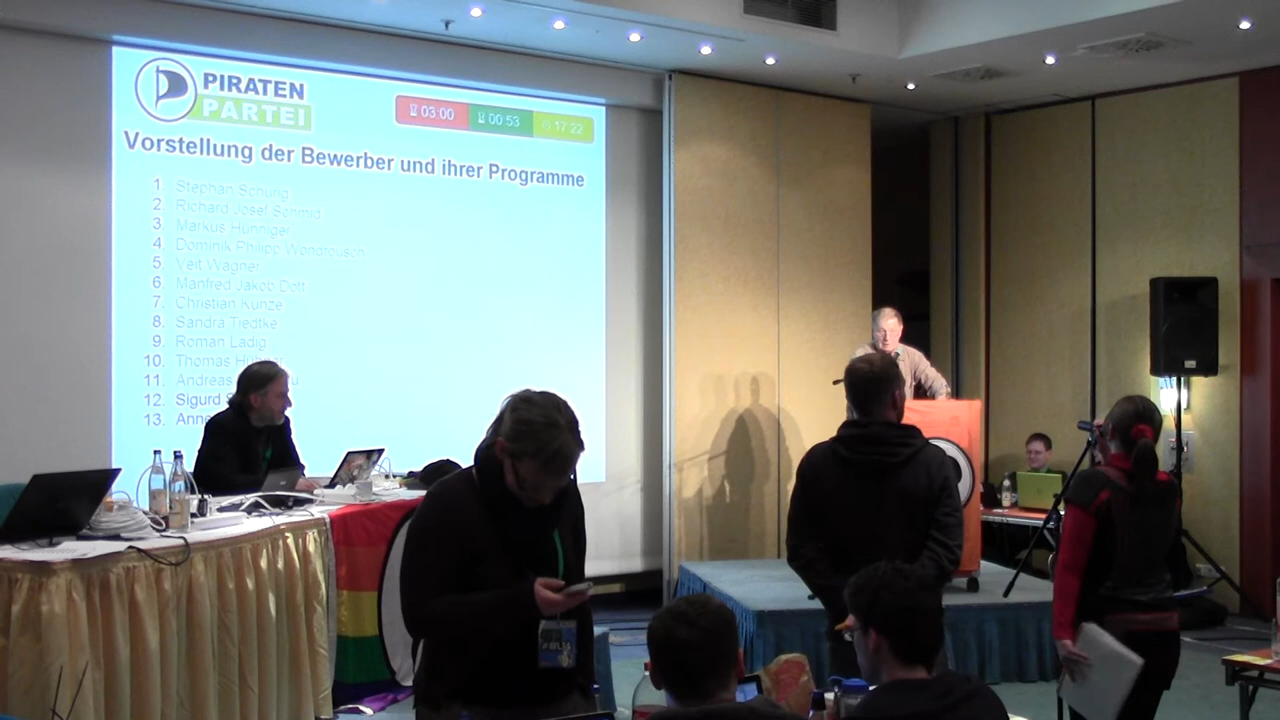 PIRATEN
PARTEI
03:00 00:53 17:22
Vorstellung der Bewerber und ihrer Programme
1. Stephan Schurig
2. Richard Josef Schmid
3. Markus Hünniger
4. Dominik Philipp Wondrousch
5. Veit Wagner
6. Manfred Jakob Dott
7. Christian Kunze
8. Sandra Tiedtke
9. Roman Ladig
10. Thomas
11. Andreas
12. Sigurd
13. Anne